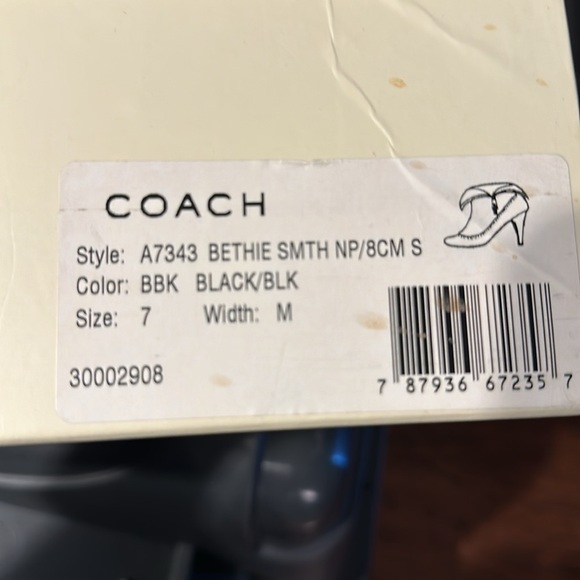 COACH
Style: A7343 BETHIE SMTH NP/8CM S
Color: BBK BLACK/BLK
Size: 7 Width: M
30002908
7 87936 67235 7